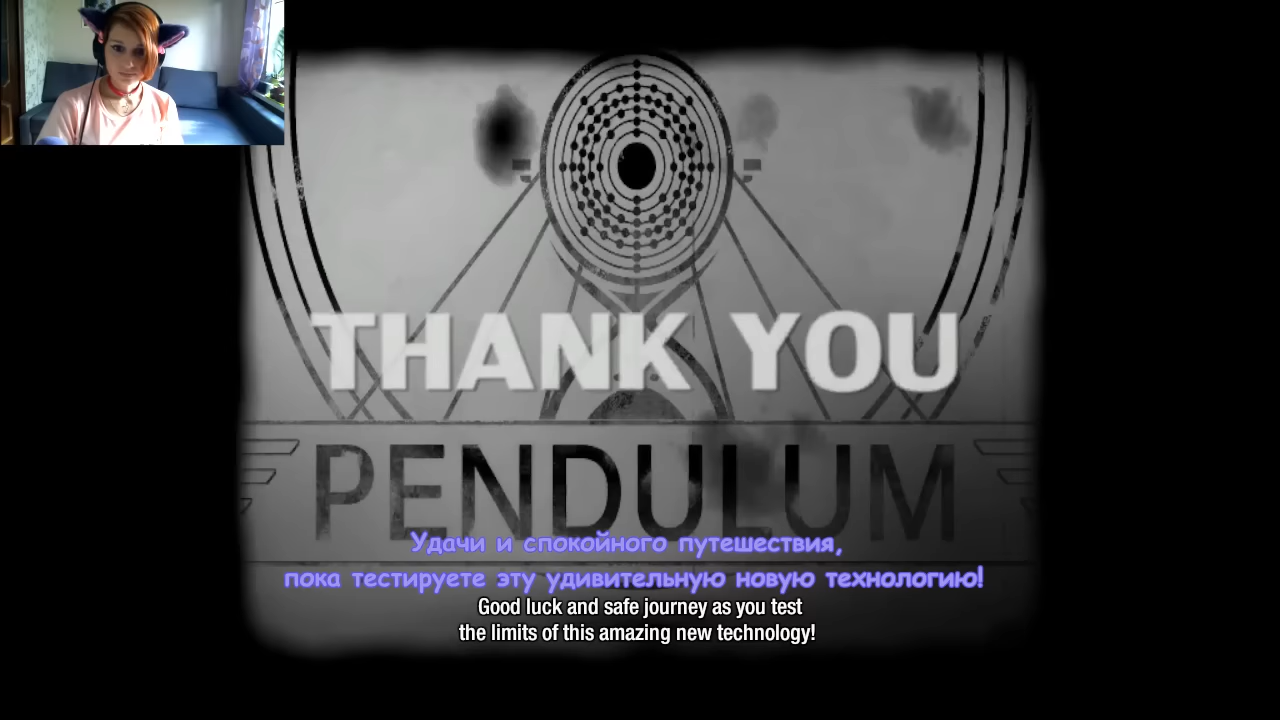 THANK YOU
PENDULUM
Удачи и спокойного путешествия,
пока тестируете эту удивительную новую технологию!
Good luck and safe journey as you test
the limits of this amazing new technology!